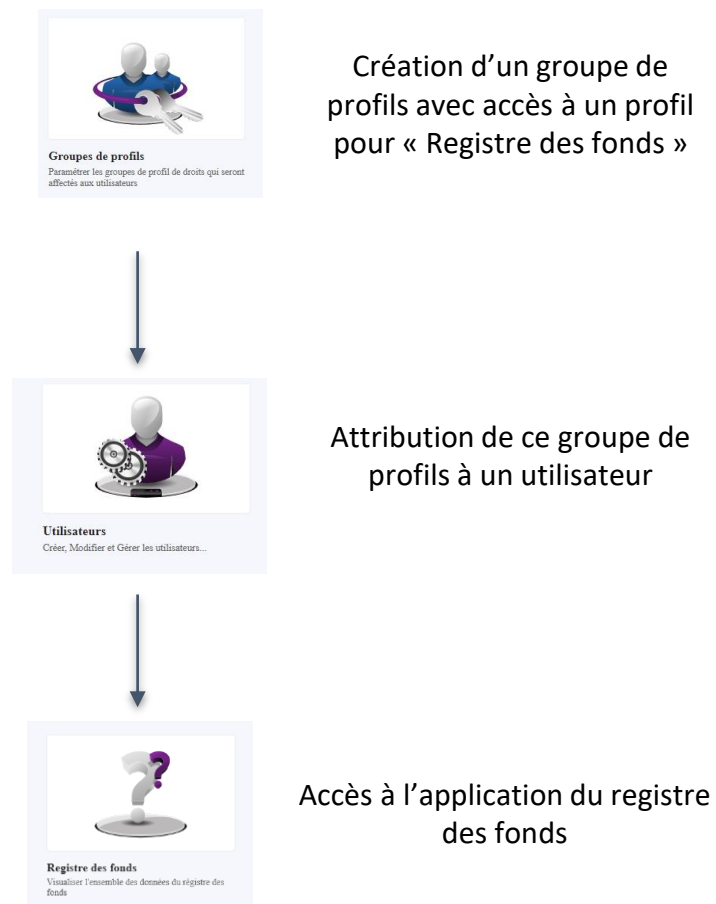 Création d’un groupe de
profils avec accès à un profil
pour « Registre des fonds »
Groupes de profils
Paramétrer les groupes de profil de droits qui seront
affectés aux utilisateurs
Attribution de ce groupe de
profils à un utilisateur
Utilisateurs
Créer, Modifier et Gérer les utilisateurs...
Accès à l’application du registre
des fonds
Registre des fonds
Visualiser l'ensemble des données du régistre des
fonds